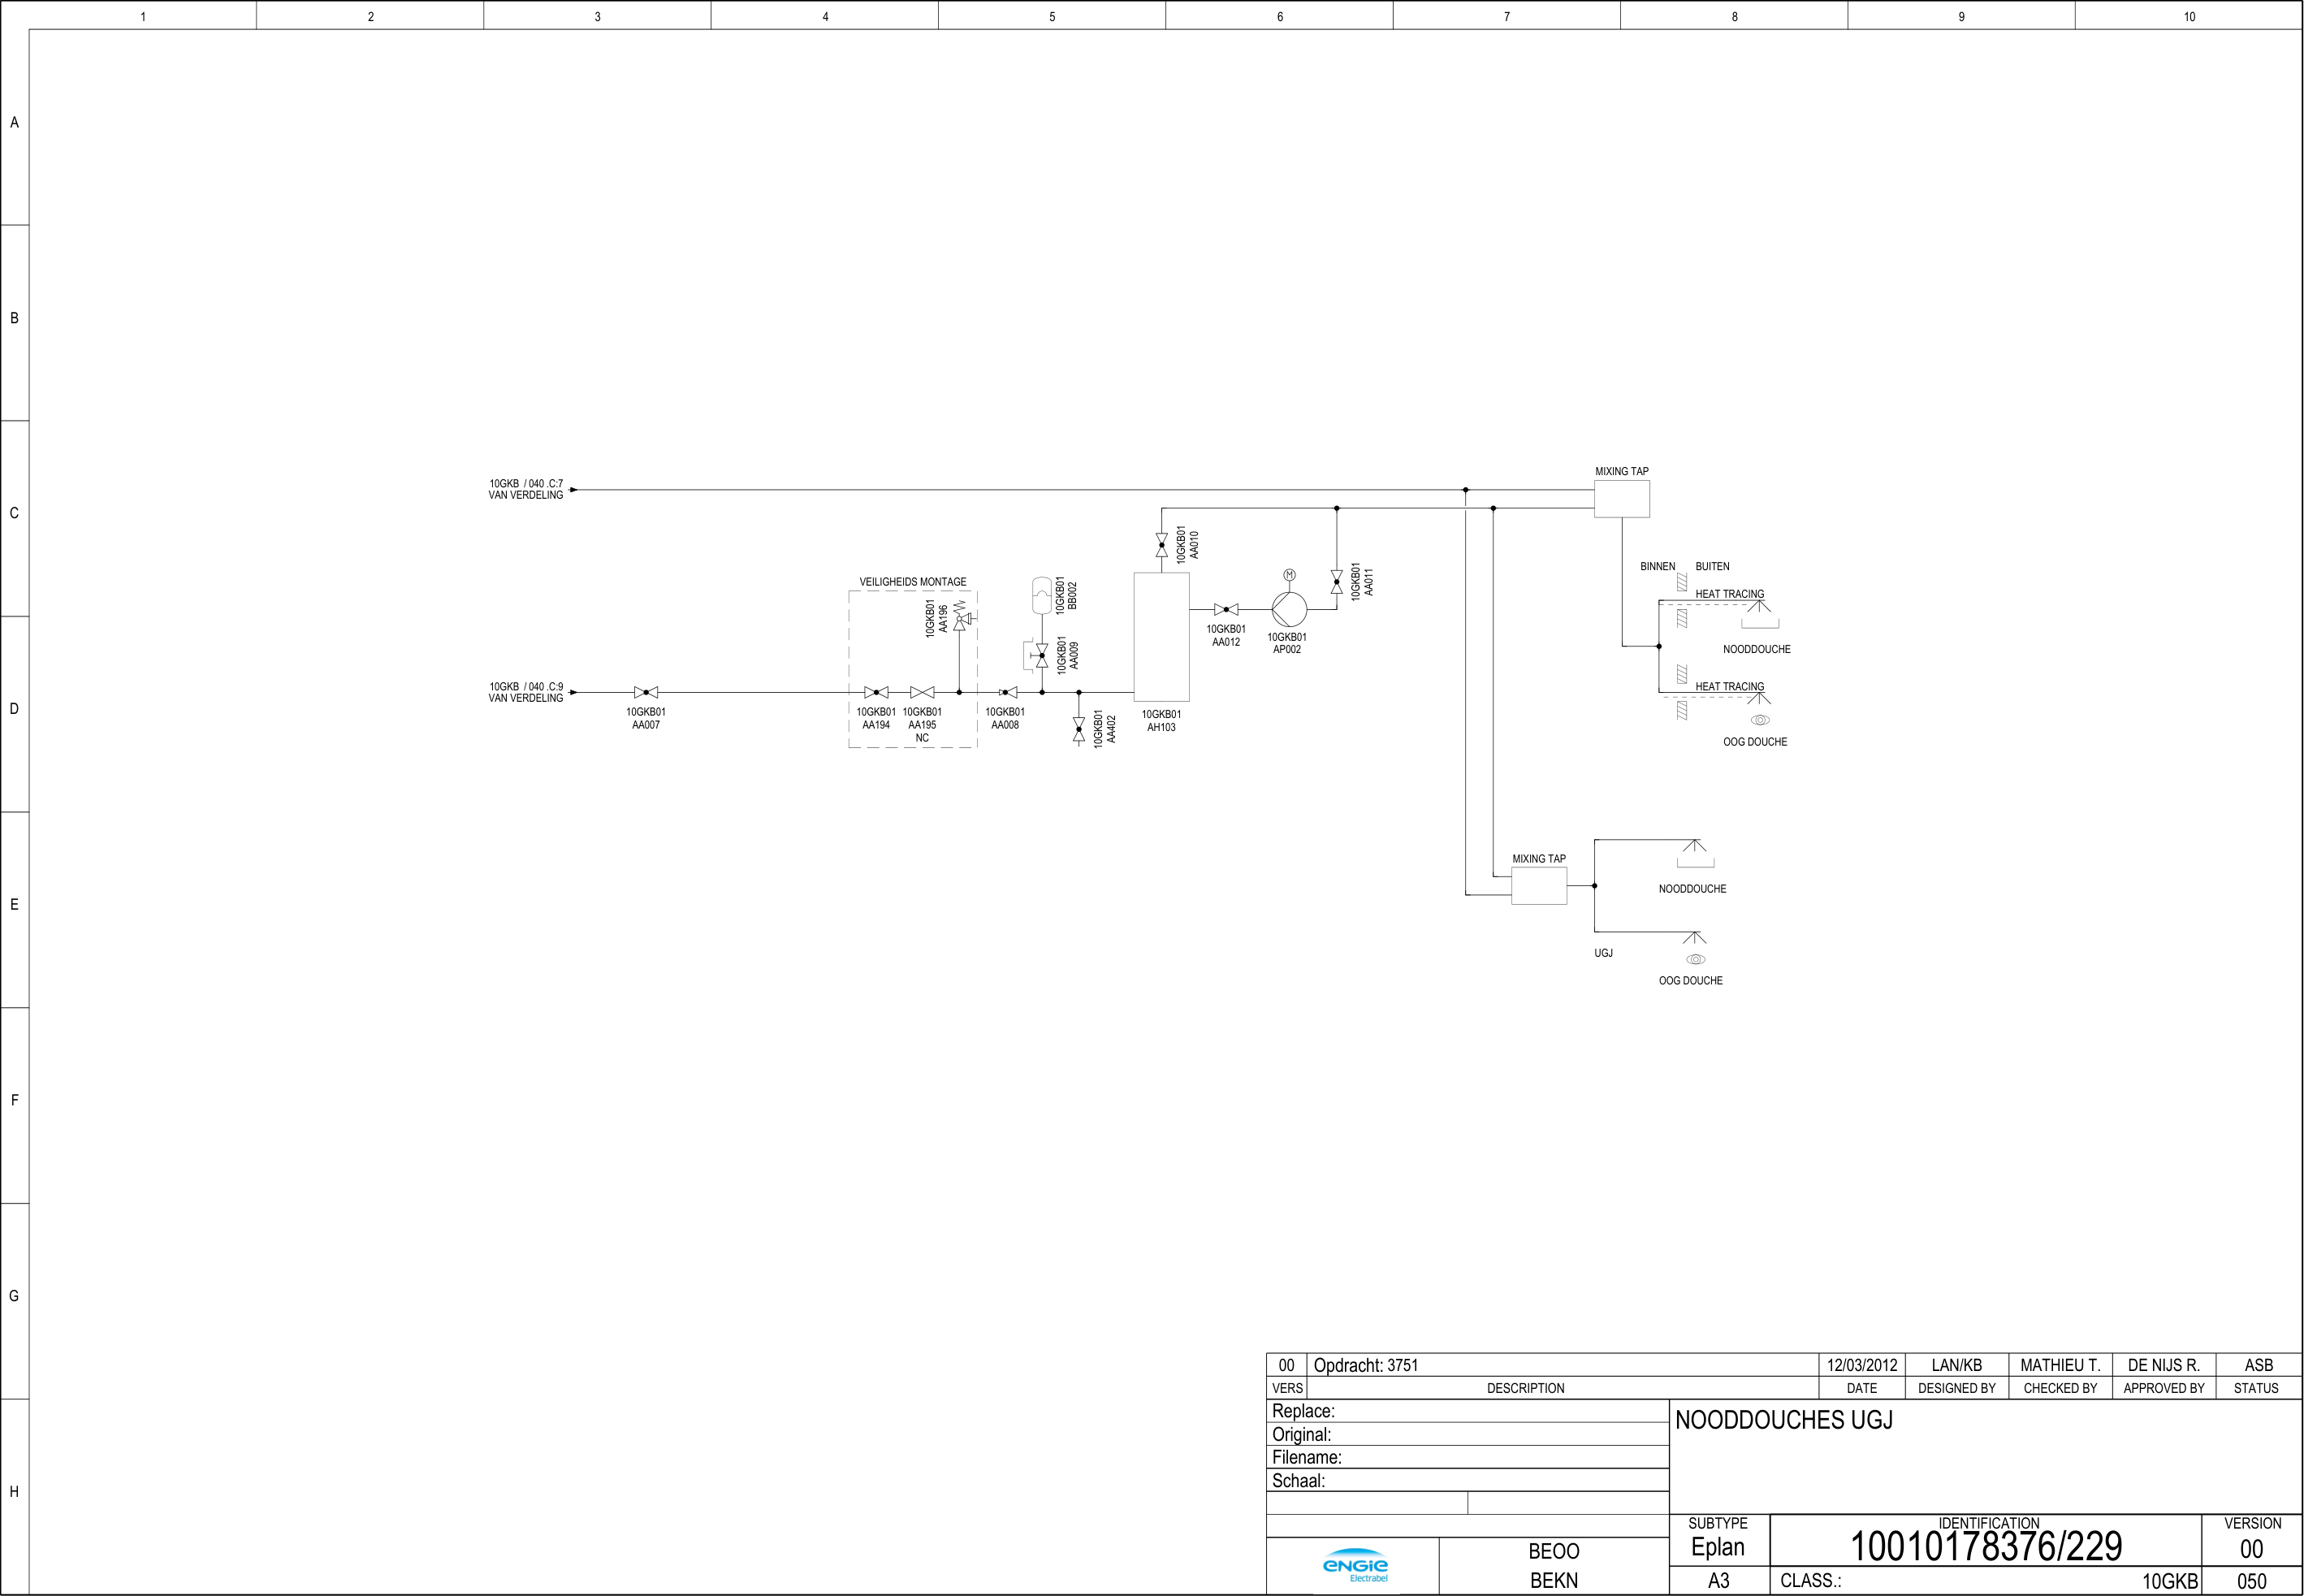 1 2 3 4 5 6 7 8 9 10
A
B
C
D
E
F
G
H
10GKB / 040 .C:7
VAN VERDELING
MIXING TAP
10GKB01
AA010
BINNEN BUITEN
HEAT TRACING
NOODDOUCHE
HEAT TRACING
OOG DOUCHE
VEILIGHEIDS MONTAGE
10GKB01
AA196
10GKB01
BB002
10GKB01
AA009
M
10GKB01
AA011
10GKB01
AA012
10GKB01
AP002
10GKB / 040 .C:9
VAN VERDELING
10GKB01
AA007
10GKB01
AA194
10GKB01
AA195
NC
10GKB01
AA008
10GKB01
AA402
10GKB01
AH103
MIXING TAP
NOODDOUCHE
UGJ
OOG DOUCHE
00 Opdracht: 3751 12/03/2012 LAN/KB MATHIEU T. DE NIJS R. ASB
VERS DESCRIPTION DATE DESIGNED BY CHECKED BY APPROVED BY STATUS
Replace:
Original:
Filename:
Schaal:
NOODDOUCHES UGJ
ENGIE
Electrabel
BEOO
BEKN
SUBTYPE
Eplan
A3
IDENTIFICATION
10010178376/229
CLASS.: 10GKB
VERSION
00
050